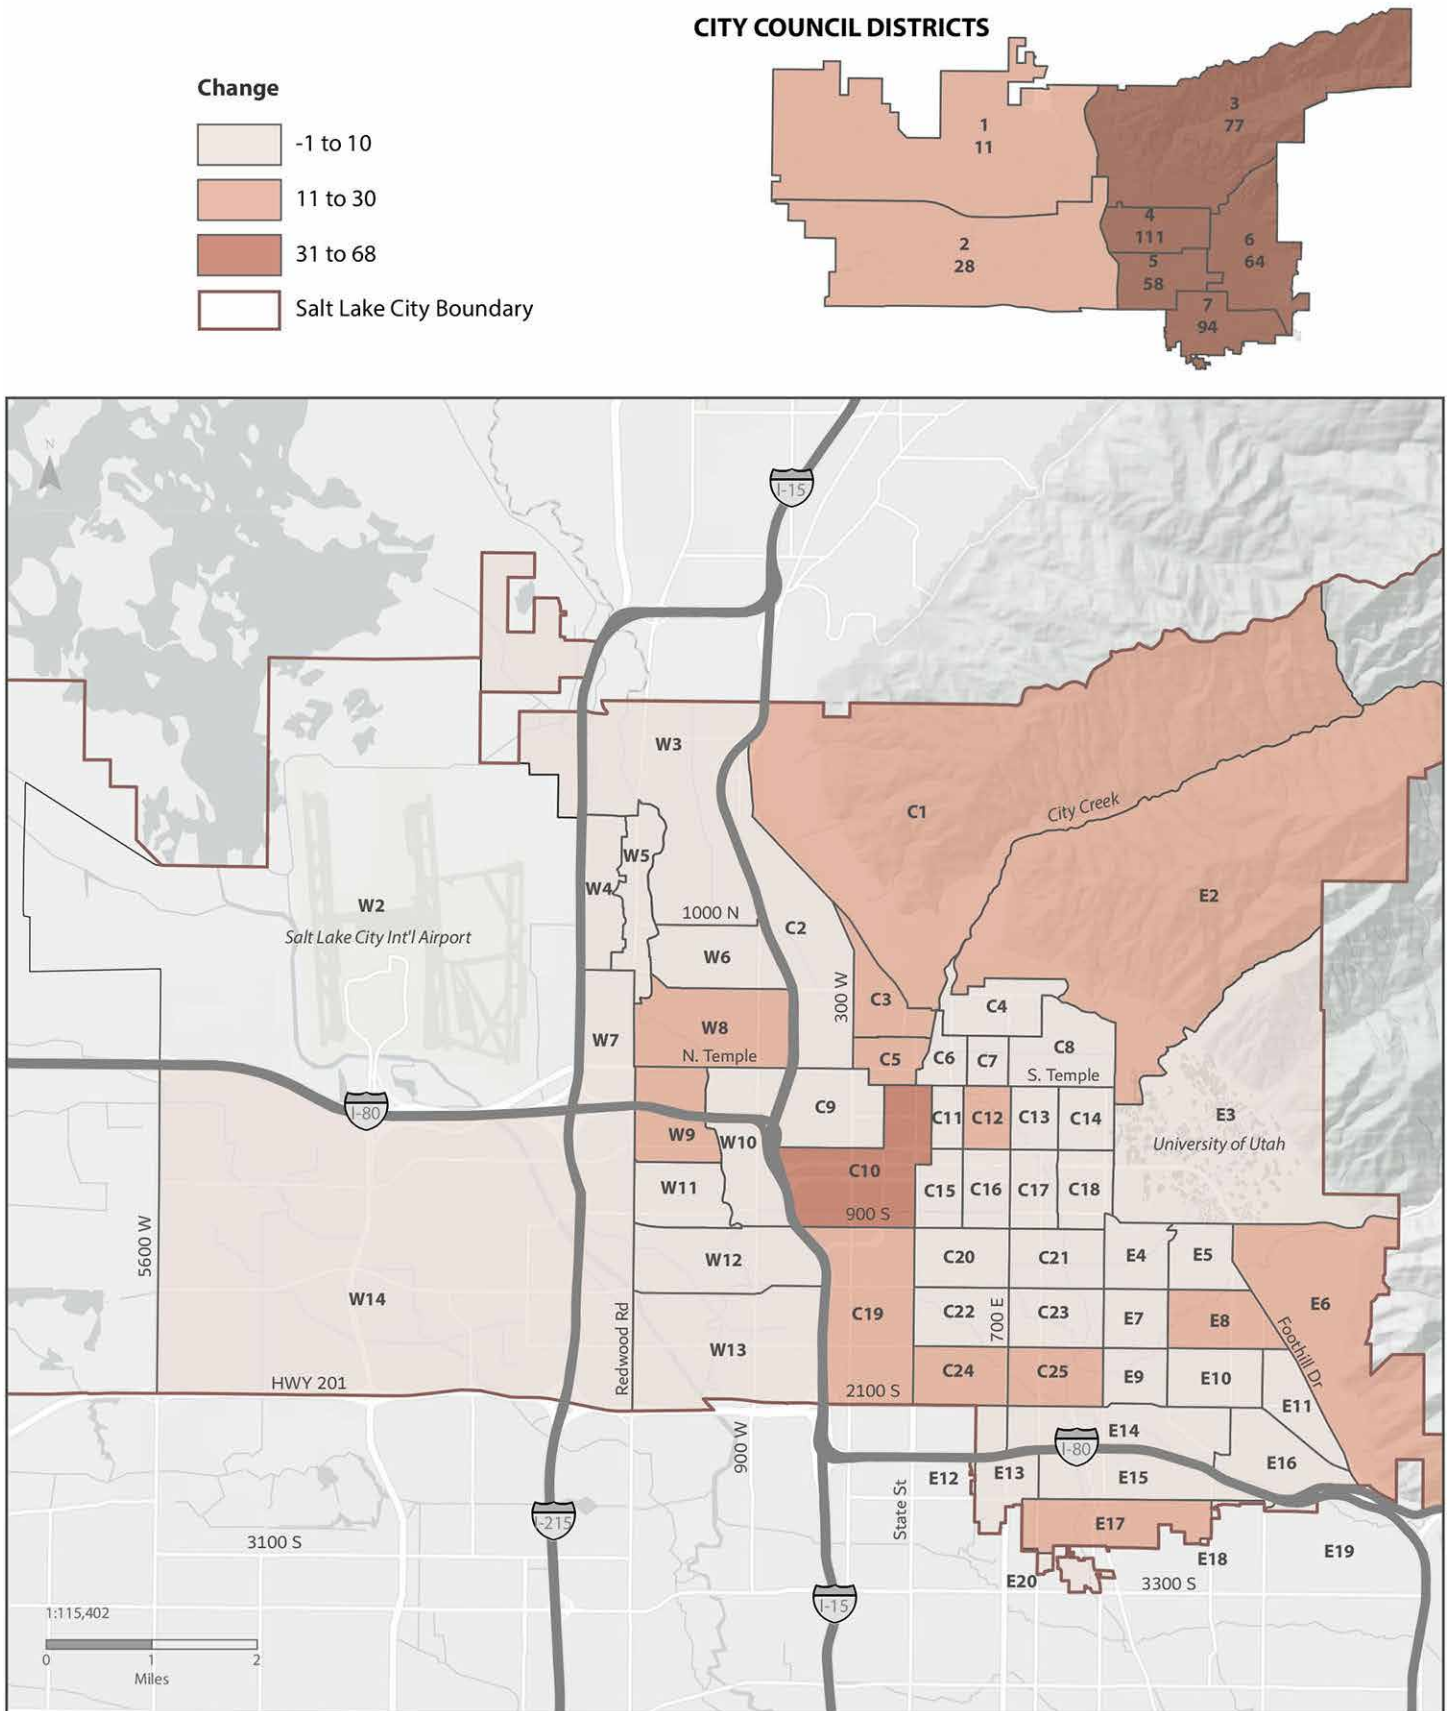 CITY COUNCIL DISTRICTS
Change
-1 to 10
11 to 30
31 to 68
Salt Lake City Boundary
1
11
3
77
2
28
4
111
5
58
6
64
7
94
N
I-15
W3
C1
City Creek
W5
W4
W2
Salt Lake City Int'l Airport
1000 N
C2
E2
W6
300 W
C3
C4
W7
W8
N. Temple
C5
C6
C7
C8
S. Temple
I-80
W9
W10
C9
C11
C12
C13
C14
E3
University of Utah
W11
C10
900 S
C15
C16
C17
C18
5600 W
W12
C20
C21
E4
E5
W14
Redwood Rd
C19
C22
700 E
C23
E7
E8
E6
Foothill Dr
W13
HWY 201
2100 S
C24
C25
E9
E10
E11
900 W
E14
I-80
State St
E12
E13
E15
E16
I-215
3100 S
E17
E18
E19
E20
3300 S
I-15
1:115,402
0
1
2
Miles